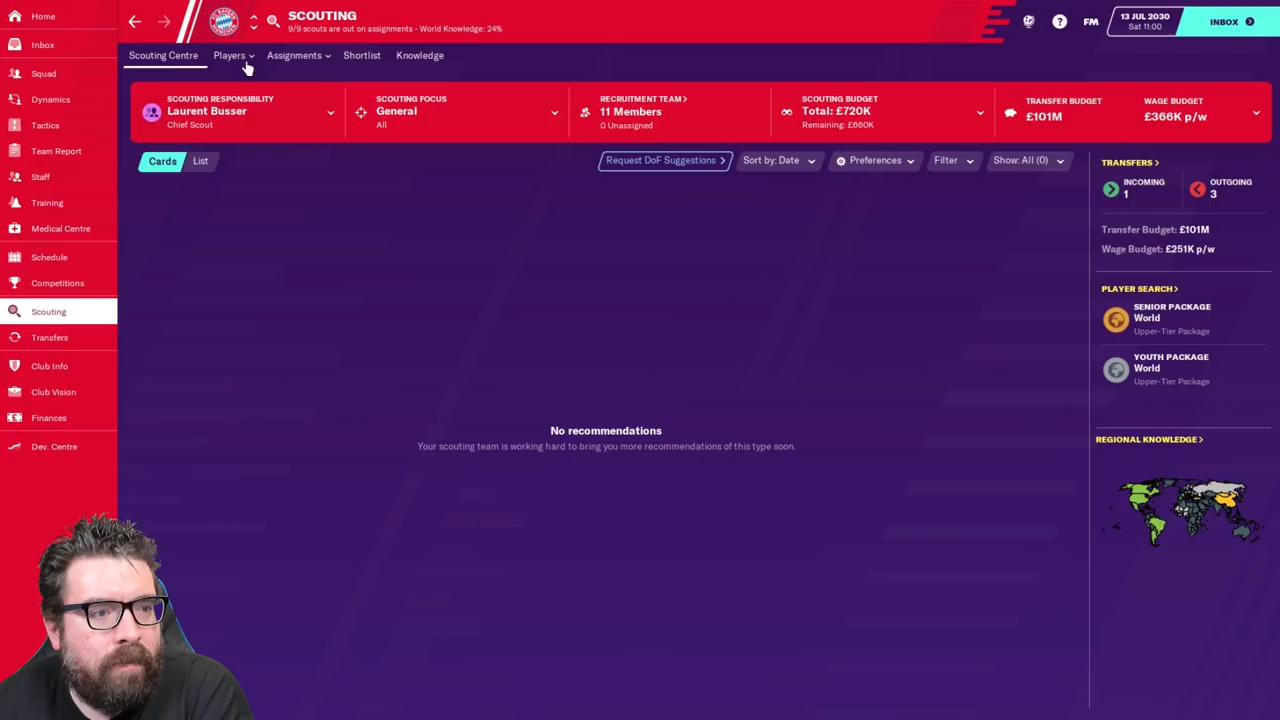 Home
Inbox
Squad
Dynamics
Tactics
Team Report
Staff
Training
Medical Centre
Schedule
Competitions
Scouting
Transfers
Club Info
Club Vision
Finances
Dev. Centre
SCOUTING
9/9 scouts are out on assignments - World Knowledge: 24%
FM
13 JUL 2030
Sat 11:00
INBOX
Scouting Centre
Players
Assignments
Shortlist
Knowledge
SCOUTING RESPONSIBILITY
Laurent Busser
Chief Scout
SCOUTING FOCUS
General
All
RECRUITMENT TEAM >
11 Members
0 Unassigned
SCOUTING BUDGET
Total: £720K
Remaining: £660K
TRANSFER BUDGET
£101M
WAGE BUDGET
£366K p/w
Cards
List
Request DoF Suggestions >
Sort by: Date
Preferences
Filter
Show: All (0)
No recommendations
Your scouting team is working hard to bring you more recommendations of this type soon.
TRANSFERS >
INCOMING
1
OUTGOING
3
Transfer Budget: £101M
Wage Budget: £251K p/w
PLAYER SEARCH >
SENIOR PACKAGE
World
Upper-Tier Package
YOUTH PACKAGE
World
Upper-Tier Package
REGIONAL KNOWLEDGE >